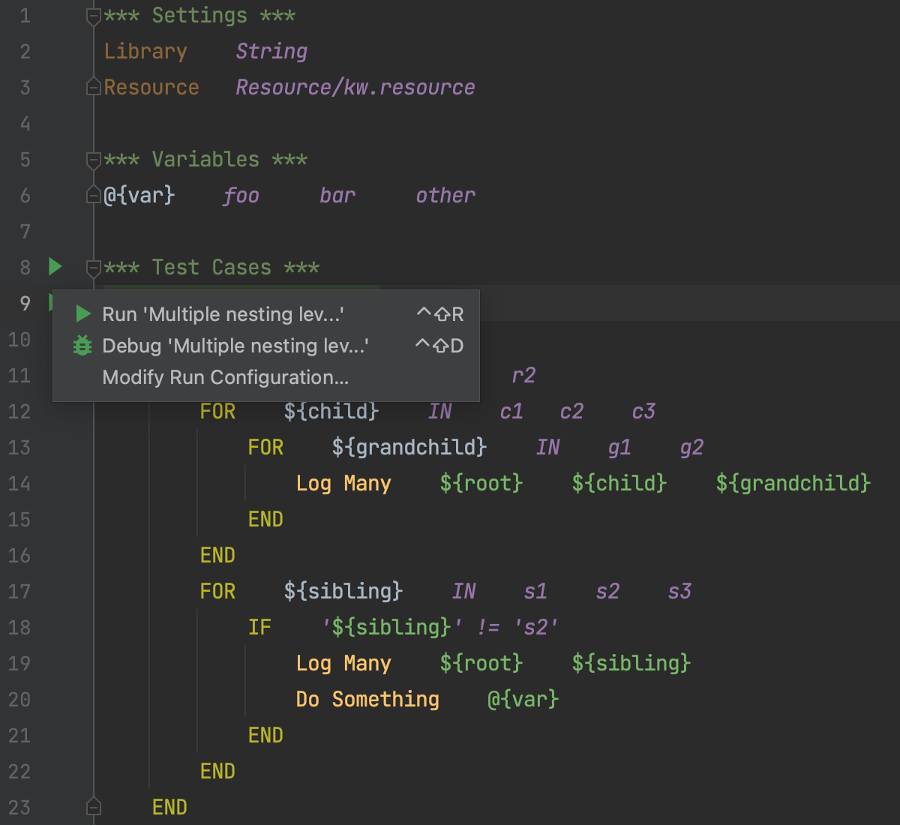 1 *** Settings ***
2 Library    String
3 Resource    Resource/kw.resource
4
5 *** Variables ***
6 @{var}    foo    bar    other
7
8 *** Test Cases ***
9
Run 'Multiple nesting lev...' ^⇧R
Debug 'Multiple nesting lev...' ^⇧D
Modify Run Configuration...
10
11 r2
12 FOR    ${child}    IN    c1    c2    c3
13 FOR    ${grandchild}    IN    g1    g2
14 Log Many    ${root}    ${child}    ${grandchild}
15 END
16 END
17 FOR    ${sibling}    IN    s1    s2    s3
18 IF    '${sibling}' != 's2'
19 Log Many    ${root}    ${sibling}
20 Do Something    @{var}
21 END
22 END
23 END